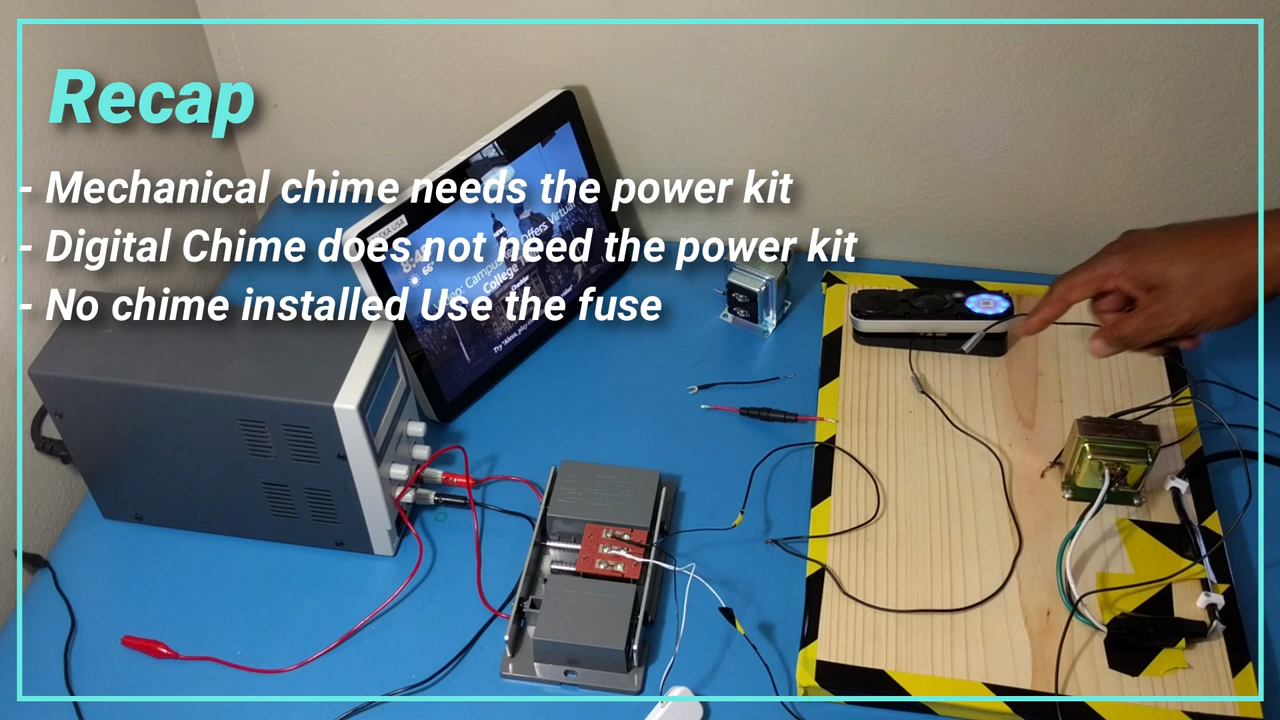 Recap
- Mechanical chime needs the power kit
- Digital Chime does not need the power kit
- No chime installed Use the fuse